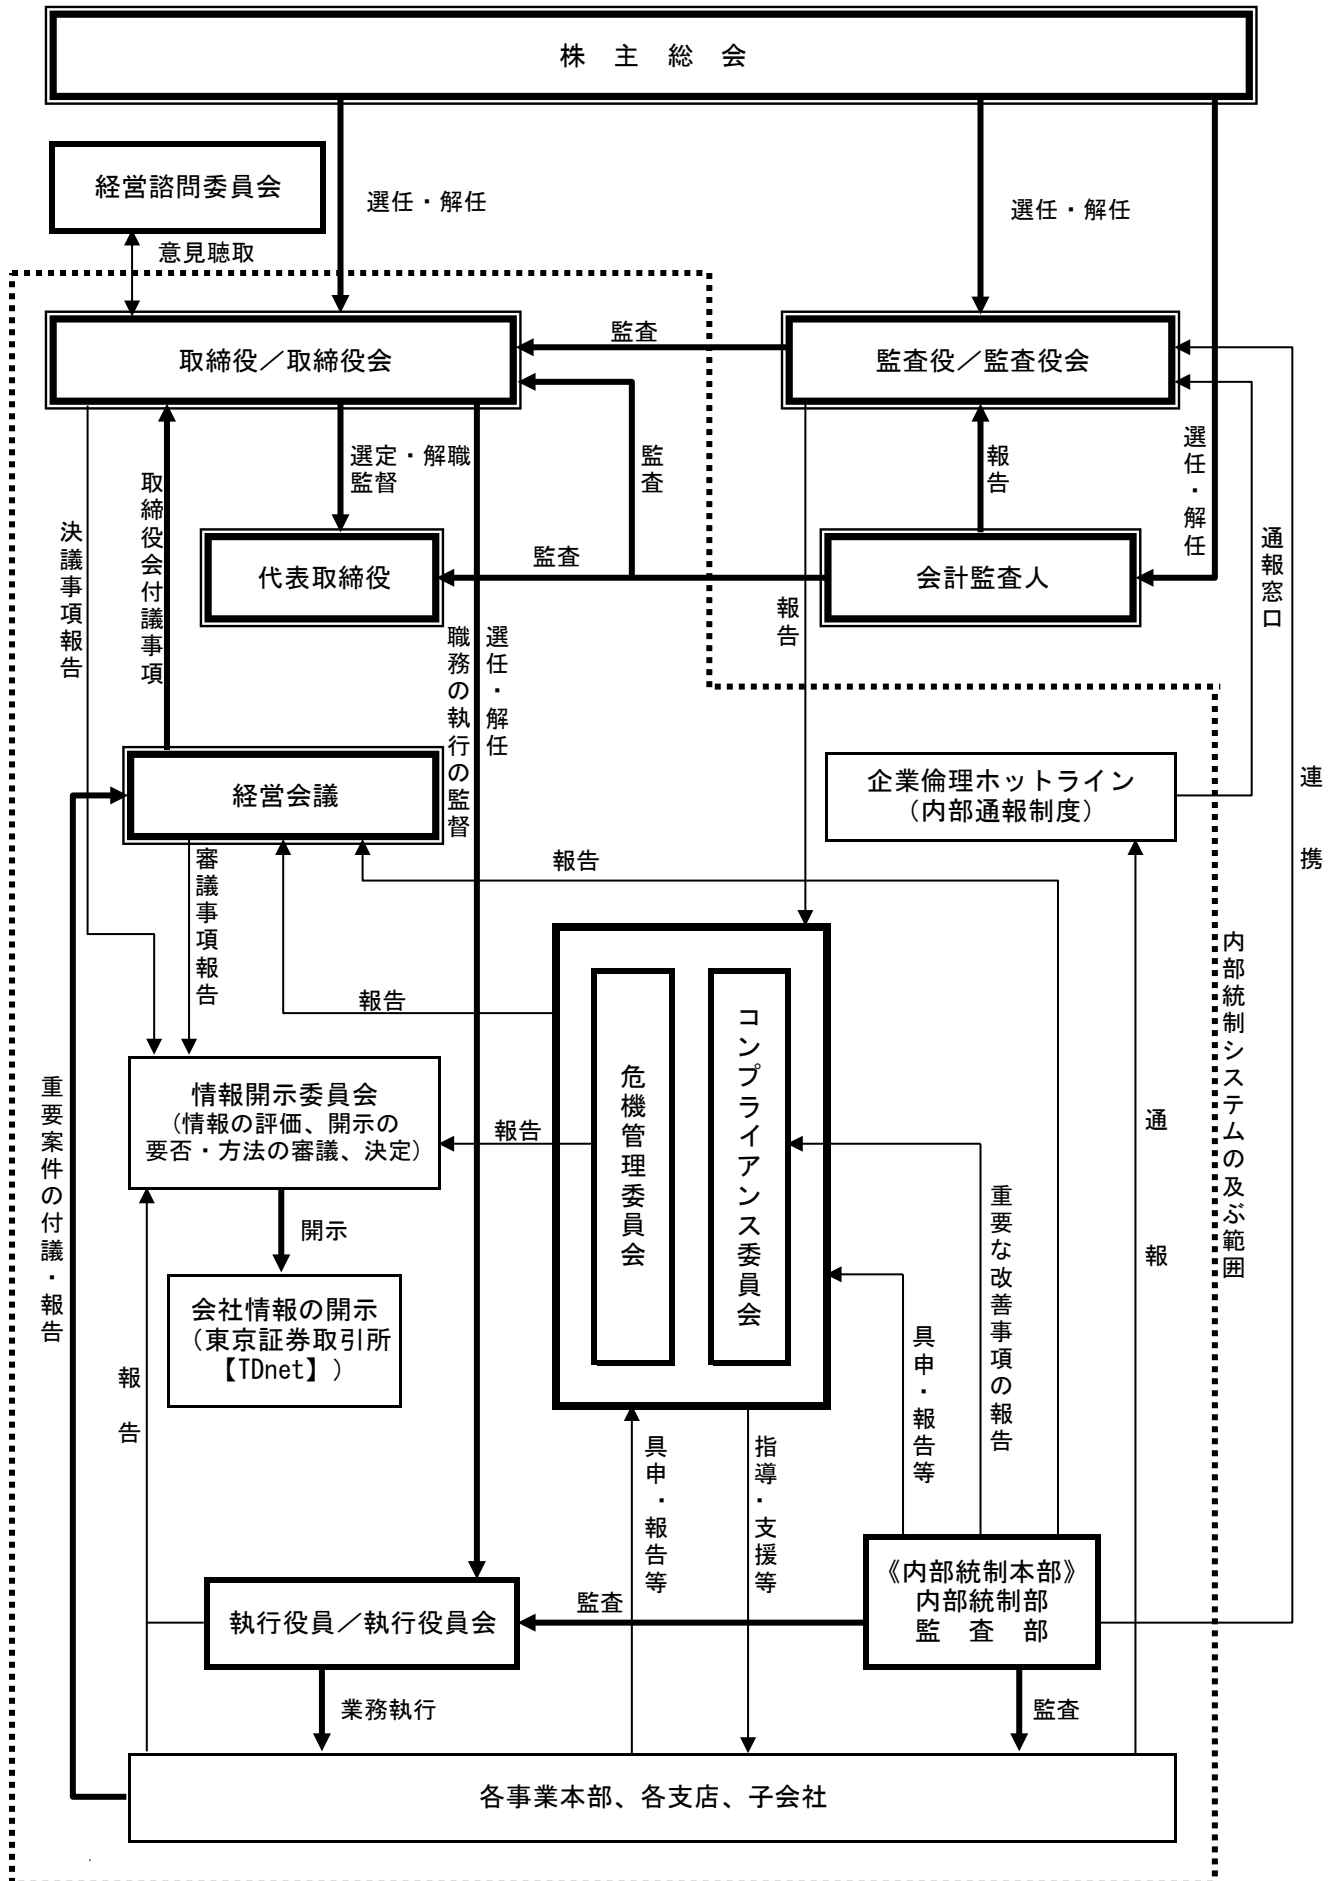 株　主　総　会
経営諮問委員会
選任・解任
選任・解任
意見聴取
取締役／取締役会
監査
監査役／監査役会
選定・解職
監督
監査
報告
選任・解任
取締役会付議事項
決議事項報告
代表取締役
監査
会計監査人
通報窓口
報告
職務の執行の監督
選任・解任
経営会議
企業倫理ホットライン
（内部通報制度）
連　携
審議事項報告
報告
報告
内部統制システムの及ぶ範囲
情報開示委員会
（情報の評価、開示の
要否・方法の審議、決定）
報告
危機管理委員会
コンプライアンス委員会
重要案件の付議・報告
開示
会社情報の開示
（東京証券取引所
【TDnet】）
報　告
重要な改善事項の報告
具申・報告等
通　報
具申・報告等
指導・支援等
執行役員／執行役員会
監査
《内部統制本部》
内部統制部
監　査　部
業務執行
監査
各事業本部、各支店、子会社